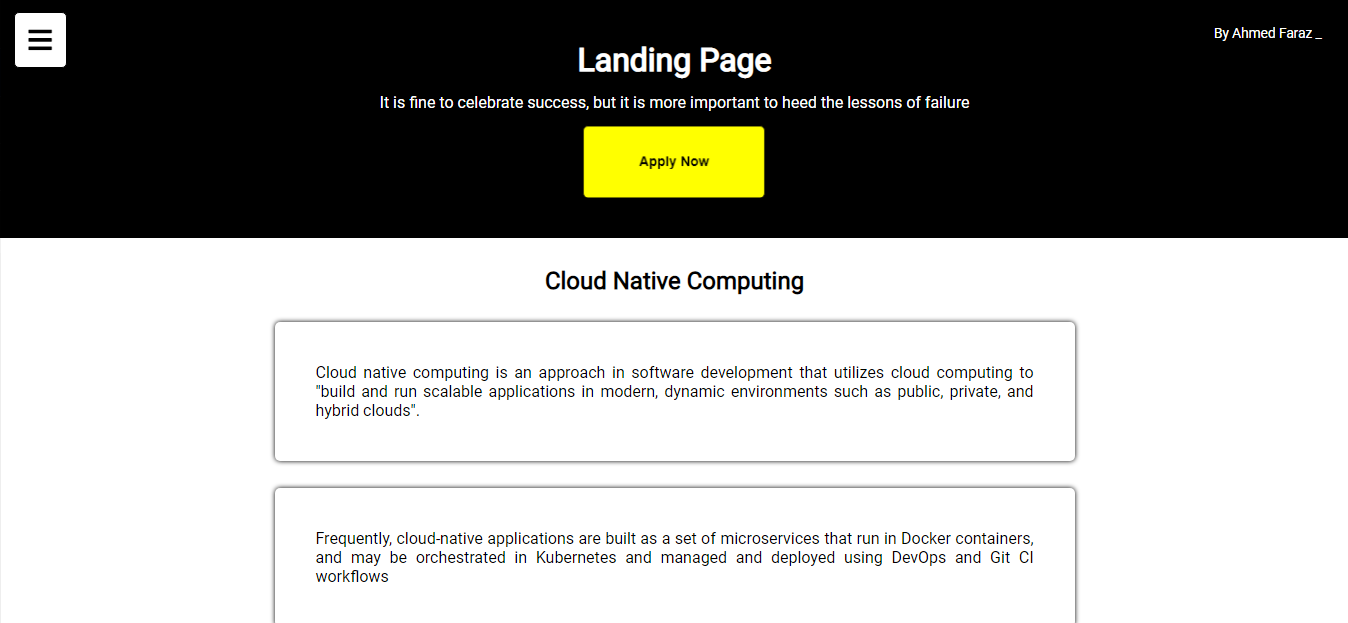 By Ahmed Faraz _
Landing Page
It is fine to celebrate success, but it is more important to heed the lessons of failure
Apply Now
Cloud Native Computing
Cloud native computing is an approach in software development that utilizes cloud computing to
"build and run scalable applications in modern, dynamic environments such as public, private, and
hybrid clouds".
Frequently, cloud-native applications are built as a set of microservices that run in Docker containers,
and may be orchestrated in Kubernetes and managed and deployed using DevOps and Git CI
workflows